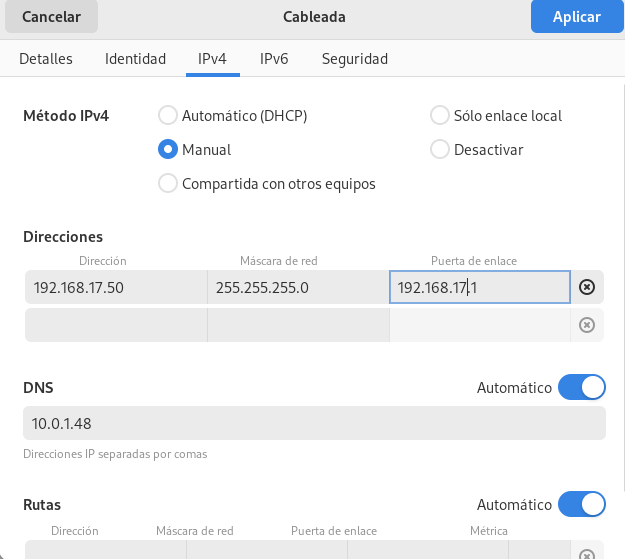 Cancelar Cableada Aplicar
Detalles Identidad IPv4 IPv6 Seguridad
Método IPv4 Automático (DHCP) Sólo enlace local
Manual Desactivar
Compartida con otros equipos
Direcciones
Dirección Máscara de red Puerta de enlace
192.168.17.50 255.255.255.0 192.168.17.1
DNS Automático
10.0.1.48
Direcciones IP separadas por comas
Rutas Automático
Dirección Máscara de red Puerta de enlace Métrica